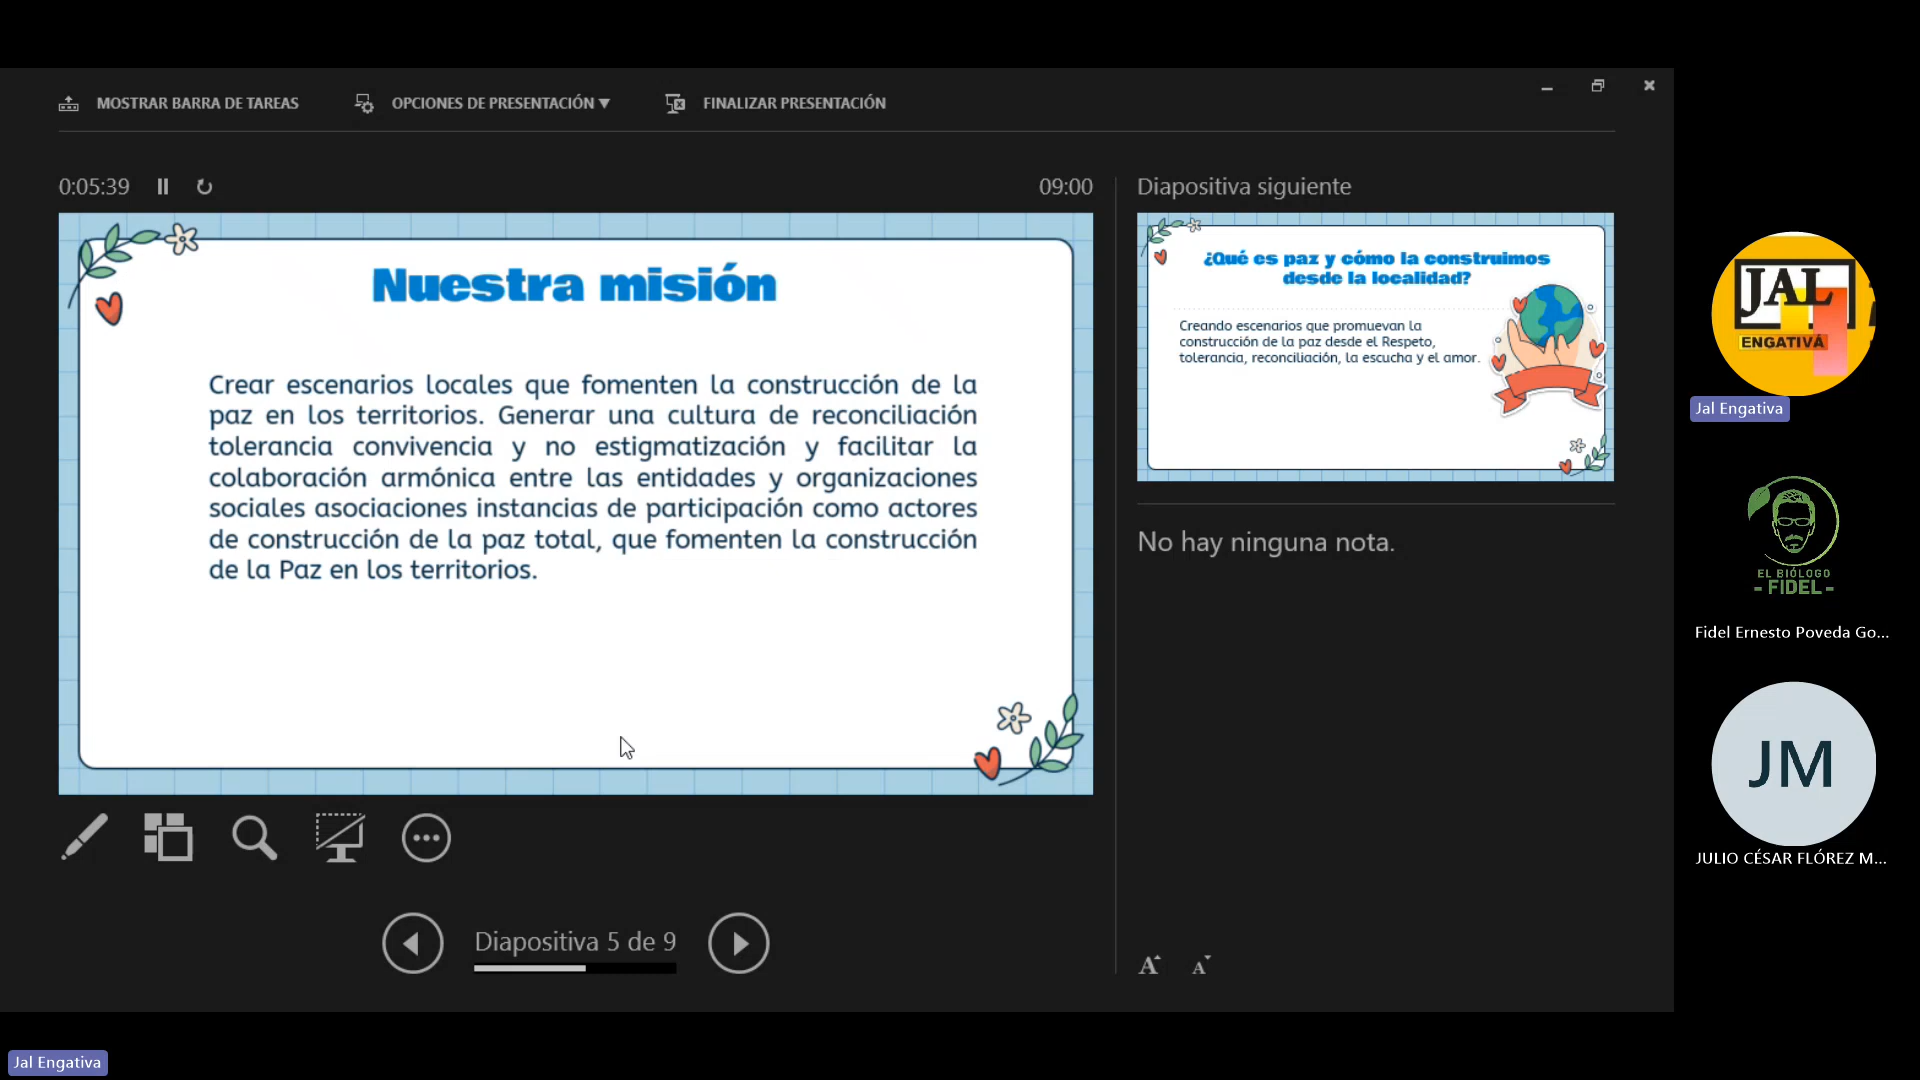 MOSTRAR BARRA DE TAREAS
OPCIONES DE PRESENTACIÓN ▼
FINALIZAR PRESENTACIÓN
0:05:39
09:00
Nuestra misión
Crear escenarios locales que fomenten la construcción de la
paz en los territorios. Generar una cultura de reconciliación
tolerancia convivencia y no estigmatización y facilitar la
colaboración armónica entre las entidades y organizaciones
sociales asociaciones instancias de participación como actores
de construcción de la paz total, que fomenten la construcción
de la Paz en los territorios.
Diapositiva 5 de 9
Diapositiva siguiente
¿Qué es paz y cómo la construimos
desde la localidad?
Creando escenarios que promuevan la
construcción de la paz desde el Respeto,
tolerancia, reconciliación, la escucha y el amor.
No hay ninguna nota.
A A
JAL
ENGATIVÁ
Jal Engativa
EL BIÓLOGO
- FIDEL -
Fidel Ernesto Poveda Go...
JM
JULIO CÉSAR FLÓREZ M...
Jal Engativa